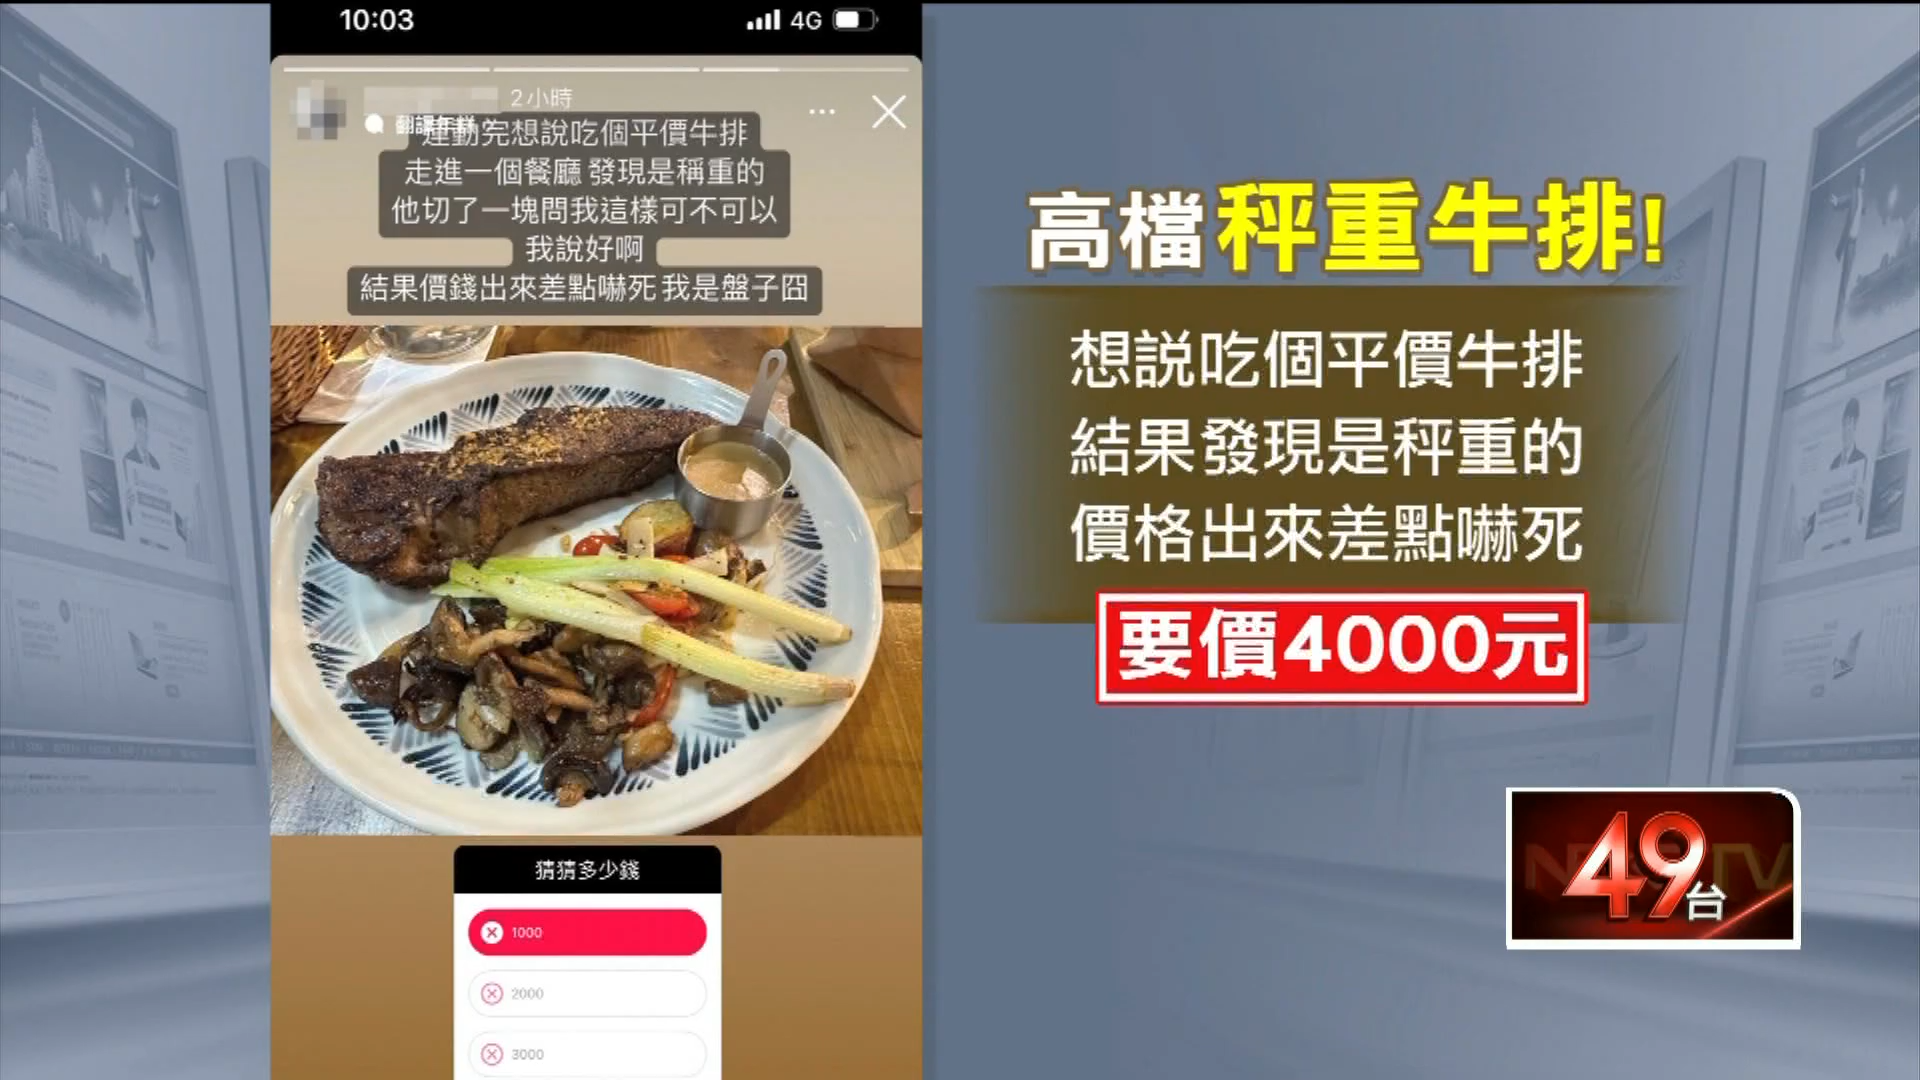 10:03
4G
2小時
運動完想說吃個平價牛排
走進一個餐廳 發現是稱重的
他切了一塊問我這樣可不可以
我說好啊
結果價錢出來差點嚇死 我是盤子囧
猜猜多少錢
1000
2000
3000
高檔秤重牛排!
想說吃個平價牛排
結果發現是秤重的
價格出來差點嚇死
要價4000元
49台